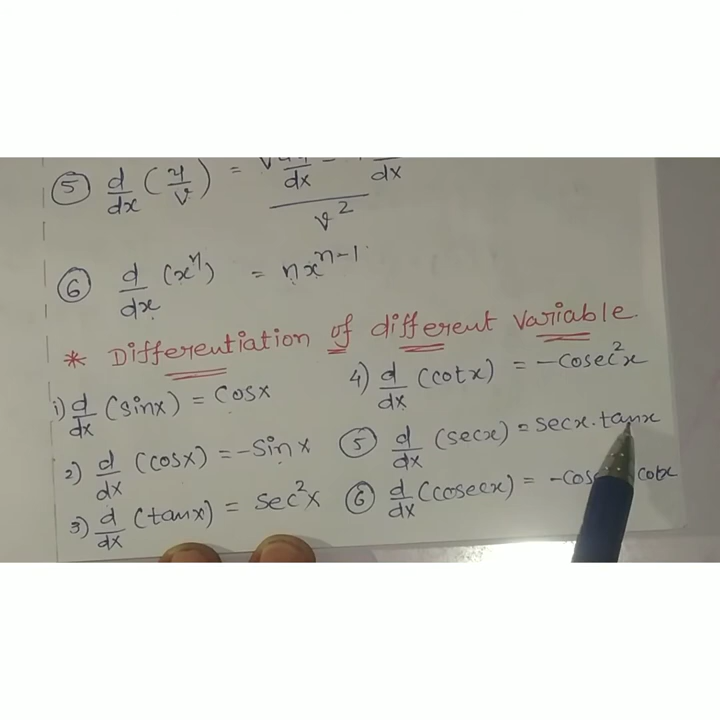 ⑤ d/dx (u/v) = v du/dx - dv/dx / v²
⑥ d/dx (xⁿ) = nxⁿ⁻¹
* Differentiation of different variable.
1) d/dx (sinx) = cosx
2) d/dx (cosx) = -sinx
3) d/dx (tanx) = sec²x
4) d/dx (cotx) = -cosec²x
⑤ d/dx (secx) = secx.tanx
⑥ d/dx (cosecx) = -cos cotx